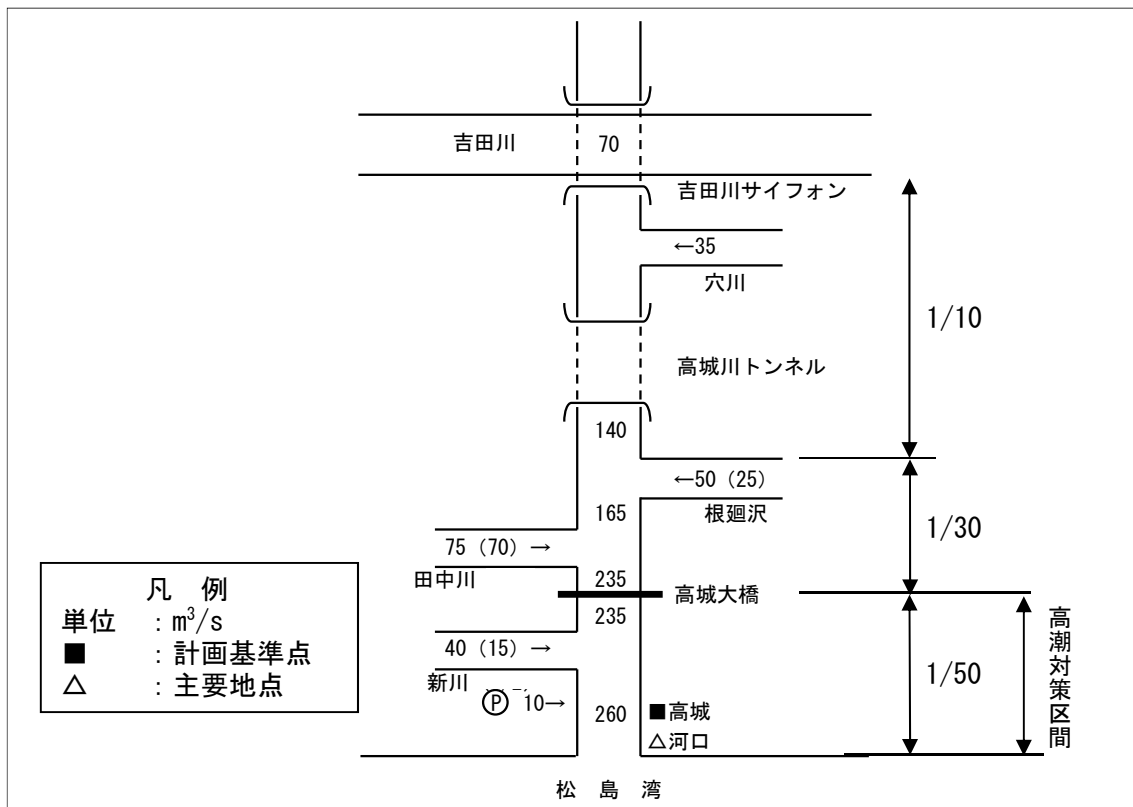 吉田川
70
吉田川サイフォン
←35
穴川
1/10
高城川トンネル
140
←50（25）
165
根廻沢
1/30
75（70）→
田中川
235
高城大橋
235
40（15）→
新川
1/50
高潮対策区間
Ⓟ 10→
260
■高城
△河口
松 島 湾
凡 例
単位 ：m³/s
■ ：計画基準点
△ ：主要地点